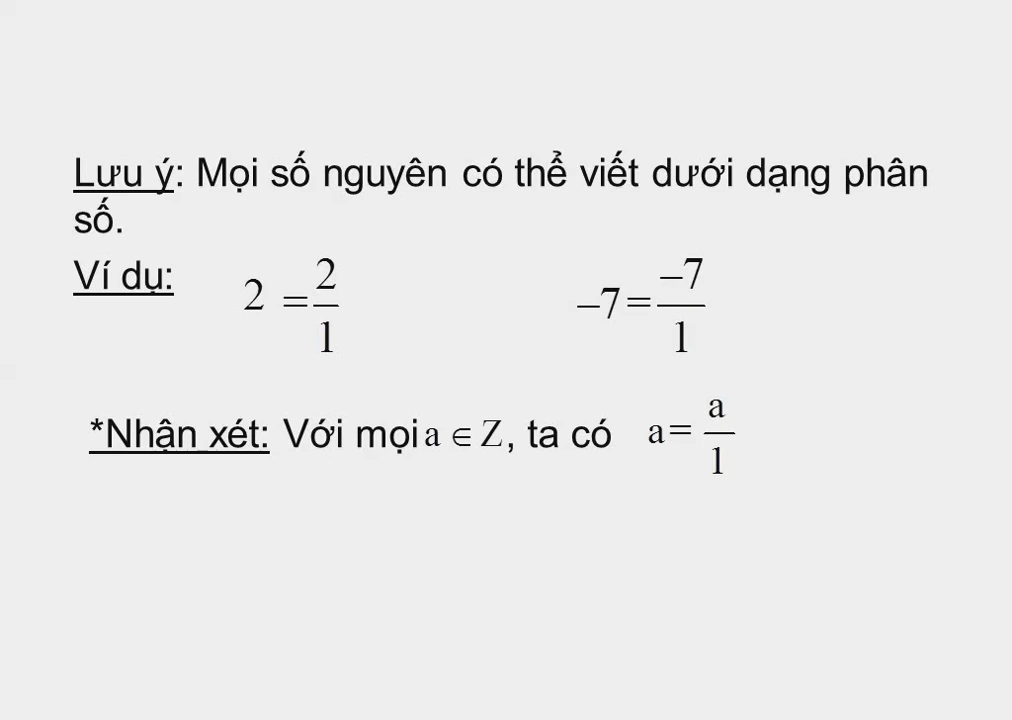 Lưu ý: Mọi số nguyên có thể viết dưới dạng phân
số.
Ví dụ: 2 = 2/1 –7 = –7/1
*Nhận xét: Với mọi a ∈ Z, ta có a = a/1